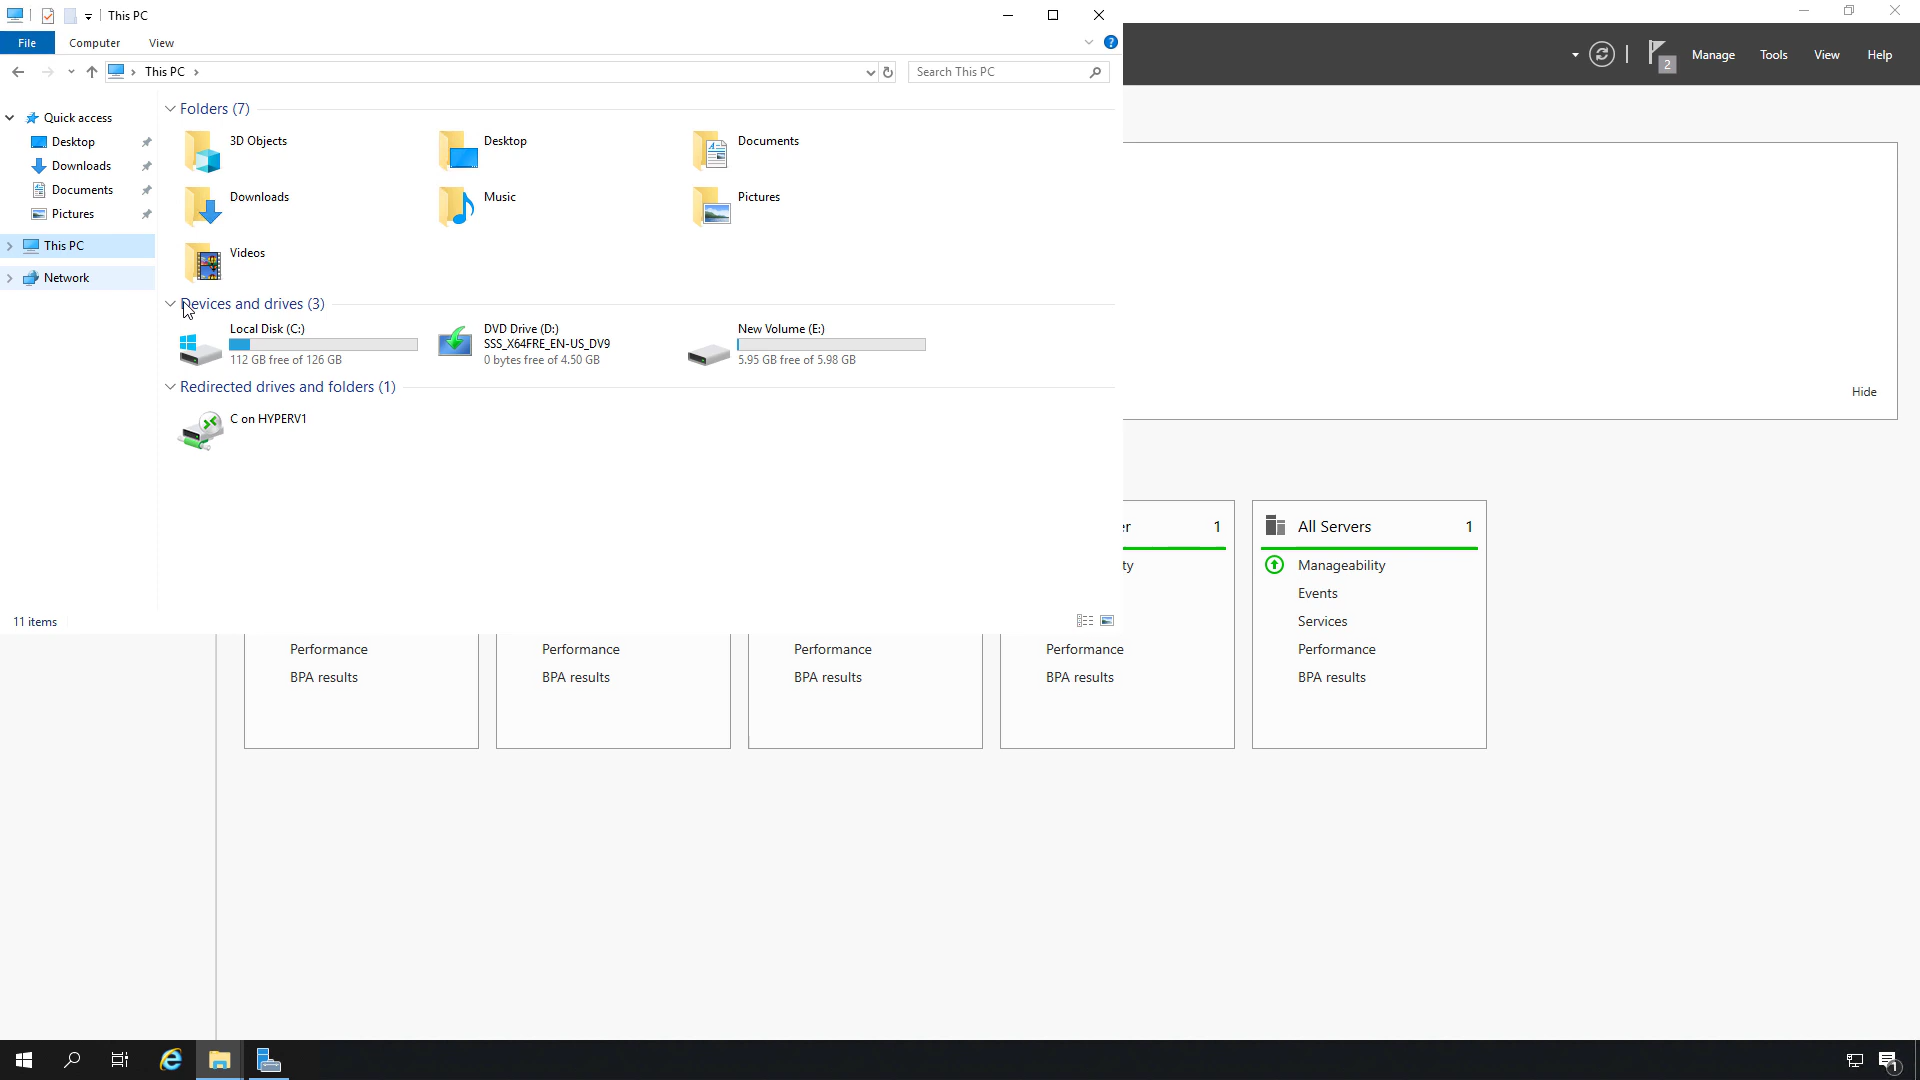 This PC
File
Computer
View
This PC
Search This PC
Quick access
Desktop
Downloads
Documents
Pictures
This PC
Network
Folders (7)
3D Objects
Desktop
Documents
Downloads
Music
Pictures
Videos
Devices and drives (3)
Local Disk (C:)
112 GB free of 126 GB
DVD Drive (D:)
SSS_X64FRE_EN-US_DV9
0 bytes free of 4.50 GB
New Volume (E:)
5.95 GB free of 5.98 GB
Redirected drives and folders (1)
C on HYPERV1
11 items
2
Manage
Tools
View
Help
Hide
er
1
ty
Performance
BPA results
Performance
BPA results
Performance
BPA results
Performance
BPA results
All Servers
1
Manageability
Events
Services
Performance
BPA results
1